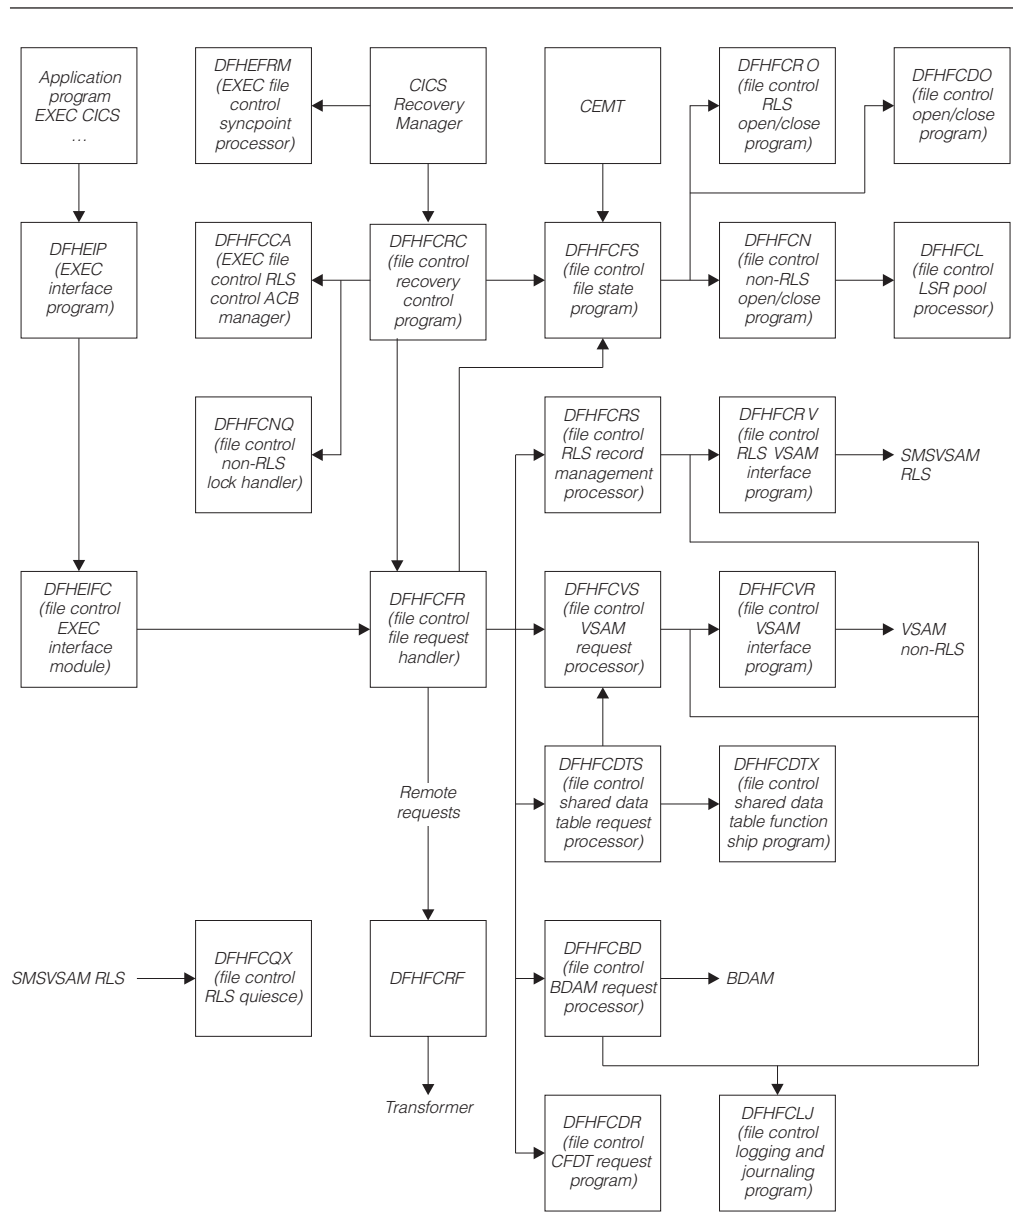 Application
program
EXEC CICS
...
DFHEFRM
(EXEC file
control
syncpoint
processor)
CICS
Recovery
Manager
CEMT
DFHFCR O
(file control
RLS
open/close
program)
DFHFCDO
(file control
open/close
program)
DFHEIP
(EXEC
interface
program)
DFHFCCA
(EXEC file
control RLS
control ACB
manager)
DFHFCRC
(file control
recovery
control
program)
DFHFCFS
(file control
file state
program)
DFHFCN
(file control
non-RLS
open/close
program)
DFHFCL
(file control
LSR pool
processor)
DFHFCNQ
(file control
non-RLS
lock handler)
DFHFCRS
(file control
RLS record
management
processor)
DFHFCR V
(file control
RLS VSAM
interface
program)
SMSVSAM
RLS
DFHEIFC
(file control
EXEC
interface
module)
DFHFCFR
(file control
file request
handler)
DFHFCVS
(file control
VSAM
request
processor)
DFHFCVR
(file control
VSAM
interface
program)
VSAM
non-RLS
Remote
requests
DFHFCDTS
(file control
shared data
table request
processor)
DFHFCDTX
(file control
shared data
table function
ship program)
SMSVSAM RLS
DFHFCQX
(file control
RLS quiesce)
DFHFCRF
DFHFCBD
(file control
BDAM request
processor)
BDAM
Transformer
DFHFCDR
(file control
CFDT request
program)
DFHFCLJ
(file control
logging and
journaling
program)